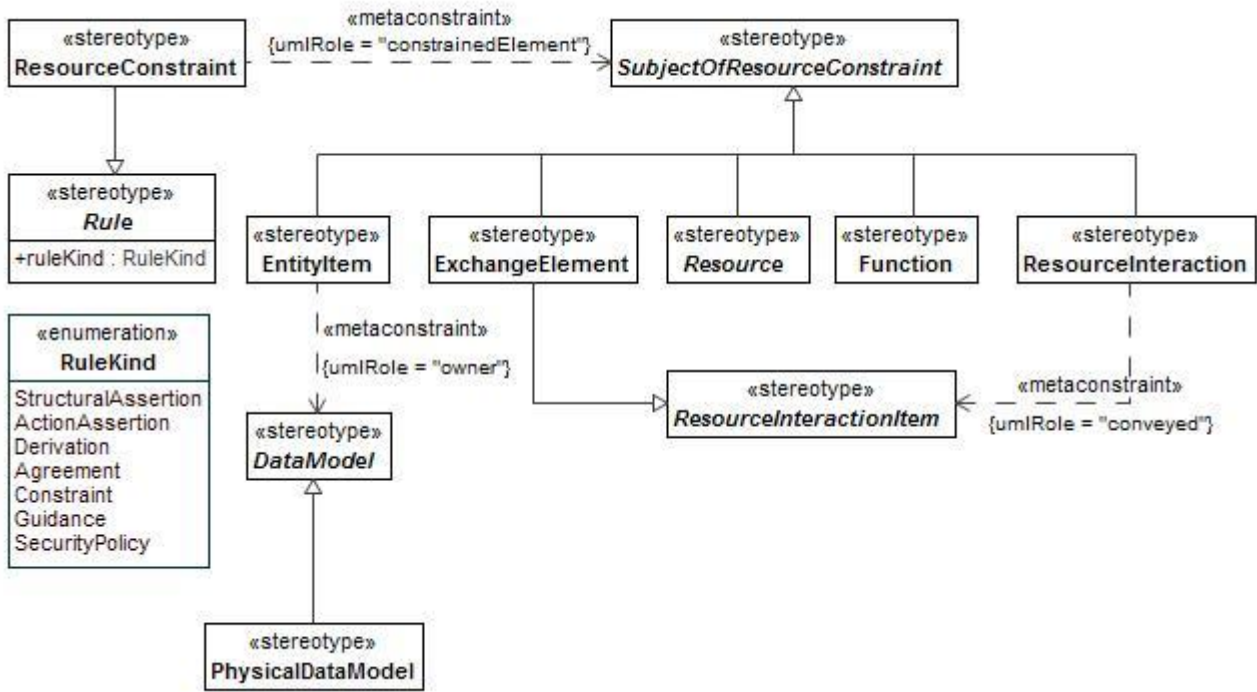 «stereotype»
ResourceConstraint
«metaconstraint»
{umlRole = "constrainedElement"}
«stereotype»
SubjectOfResourceConstraint
«stereotype»
Rule
+ruleKind : RuleKind
«stereotype»
EntityItem
«stereotype»
ExchangeElement
«stereotype»
Resource
«stereotype»
Function
«stereotype»
ResourceInteraction
«enumeration»
RuleKind
StructuralAssertion
ActionAssertion
Derivation
Agreement
Constraint
Guidance
SecurityPolicy
«metaconstraint»
{umlRole = "owner"}
«stereotype»
DataModel
«stereotype»
ResourceInteractionItem
«metaconstraint»
{umlRole = "conveyed"}
«stereotype»
PhysicalDataModel